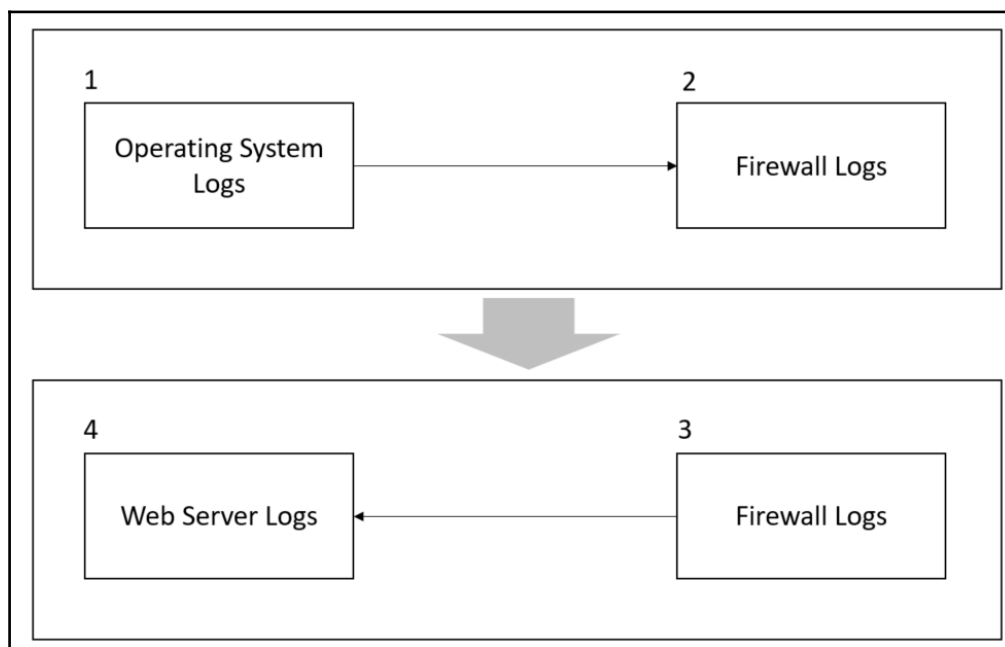 1
Operating System
Logs
2
Firewall Logs
4
Web Server Logs
3
Firewall Logs